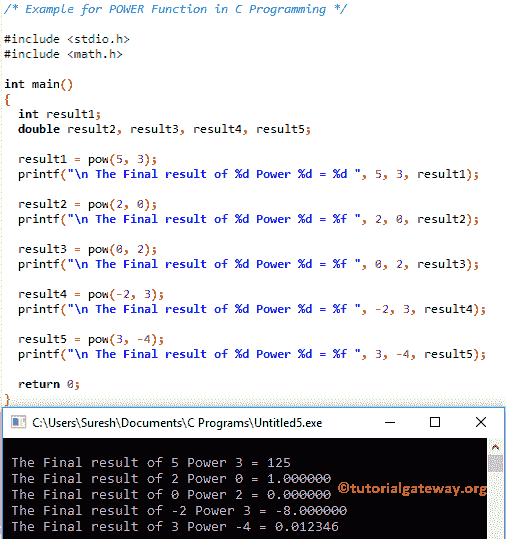 /* Example for POWER Function in C Programming */
#include <stdio.h>
#include <math.h>
int main()
{
int result1;
double result2, result3, result4, result5;
result1 = pow(5, 3);
printf("\n The Final result of %d Power %d = %d ", 5, 3, result1);
result2 = pow(2, 0);
printf("\n The Final result of %d Power %d = %f ", 2, 0, result2);
result3 = pow(0, 2);
printf("\n The Final result of %d Power %d = %f ", 0, 2, result3);
result4 = pow(-2, 3);
printf("\n The Final result of %d Power %d = %f ", -2, 3, result4);
result5 = pow(3, -4);
printf("\n The Final result of %d Power %d = %f ", 3, -4, result5);
return 0;
}
C:\Users\Suresh\Documents\C Programs\Untitled5.exe
The Final result of 5 Power 3 = 125
The Final result of 2 Power 0 = 1.000000
©tutorialgateway.org
The Final result of 0 Power 2 = 0.000000
The Final result of -2 Power 3 = -8.000000
The Final result of 3 Power -4 = 0.012346